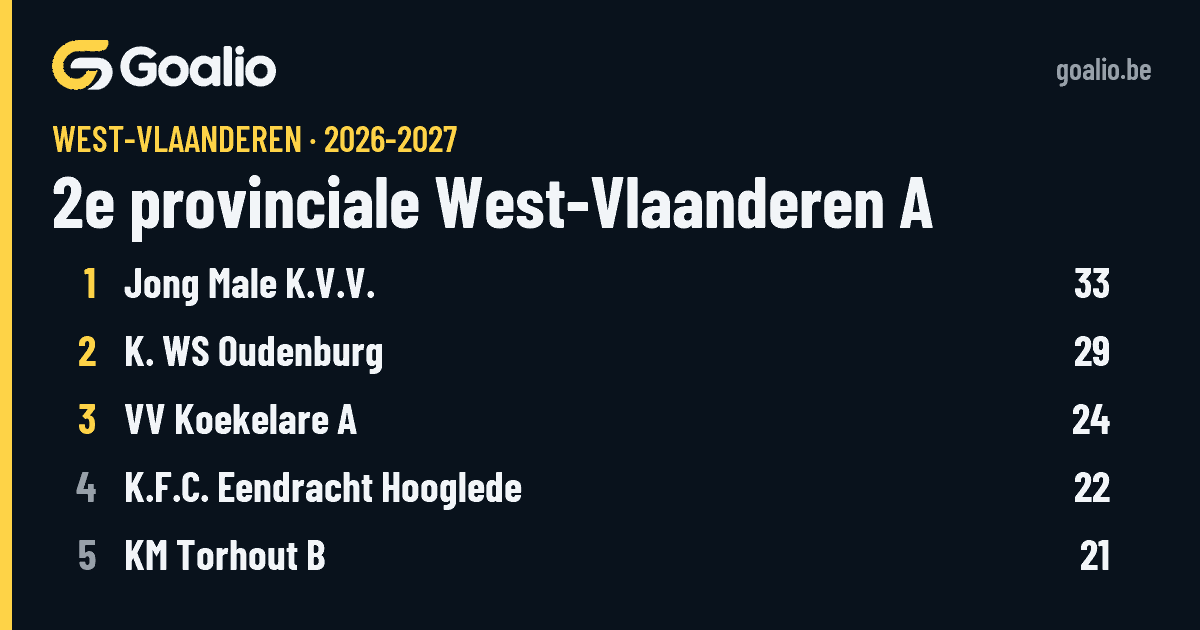 Goalio
goalio.be
WEST-VLAANDEREN · 2026-2027
2e provinciale West-Vlaanderen A
1 Jong Male K.V.V. 33
2 K. WS Oudenburg 29
3 VV Koekelare A 24
4 K.F.C. Eendracht Hooglede 22
5 KM Torhout B 21